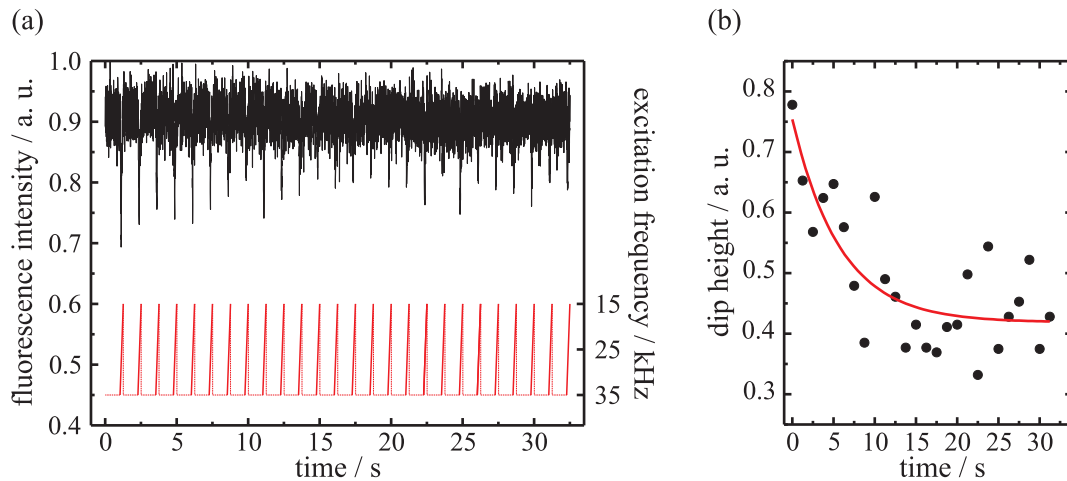 (a)
fluorescence intensity / a. u.
1.0
0.9
0.8
0.7
0.6
0.5
0.4
0 5 10 15 20 25 30
time / s
15
25
35
excitation frequency / kHz
(b)
dip height / a. u.
0.8
0.7
0.6
0.5
0.4
0.3
0 5 10 15 20 25 30
time / s